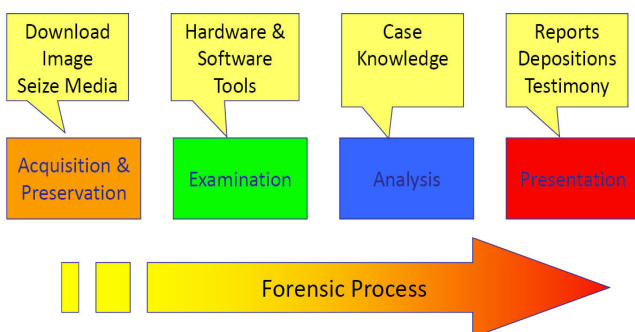 Download
Image
Seize Media
Hardware &
Software
Tools
Case
Knowledge
Reports
Depositions
Testimony
Acquisition &
Preservation
Examination
Analysis
Presentation
Forensic Process